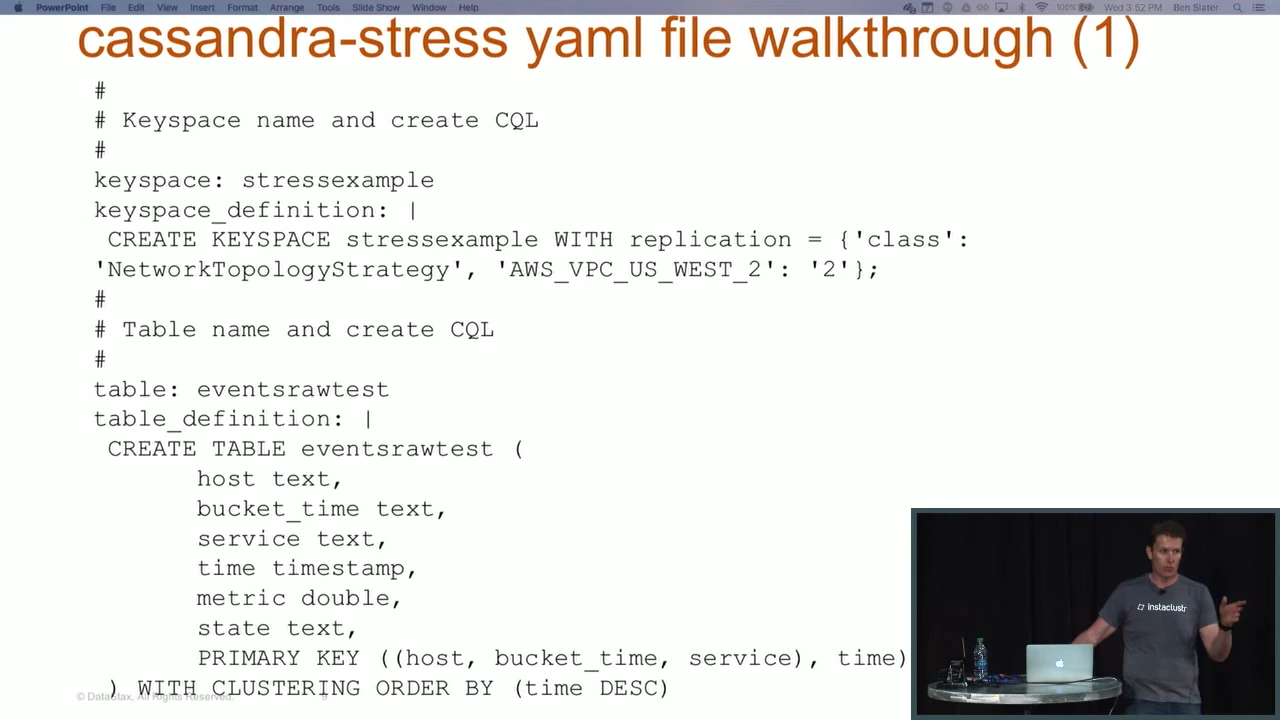 PowerPoint File Edit View Insert Format Arrange Tools Slide Show Window Help 100% Wed 3:52 PM Ben Slater
cassandra-stress yaml file walkthrough (1)
#
# Keyspace name and create CQL
#
keyspace: stressexample
keyspace_definition: |
CREATE KEYSPACE stressexample WITH replication = {'class':
'NetworkTopologyStrategy', 'AWS_VPC_US_WEST_2': '2'};
#
# Table name and create CQL
#
table: eventsrawtest
table_definition: |
CREATE TABLE eventsrawtest (
host text,
bucket_time text,
service text,
time timestamp,
metric double,
state text,
PRIMARY KEY ((host, bucket_time, service), time)
) WITH CLUSTERING ORDER BY (time DESC)
© DataStax, All Rights Reserved. 9
instaclustr